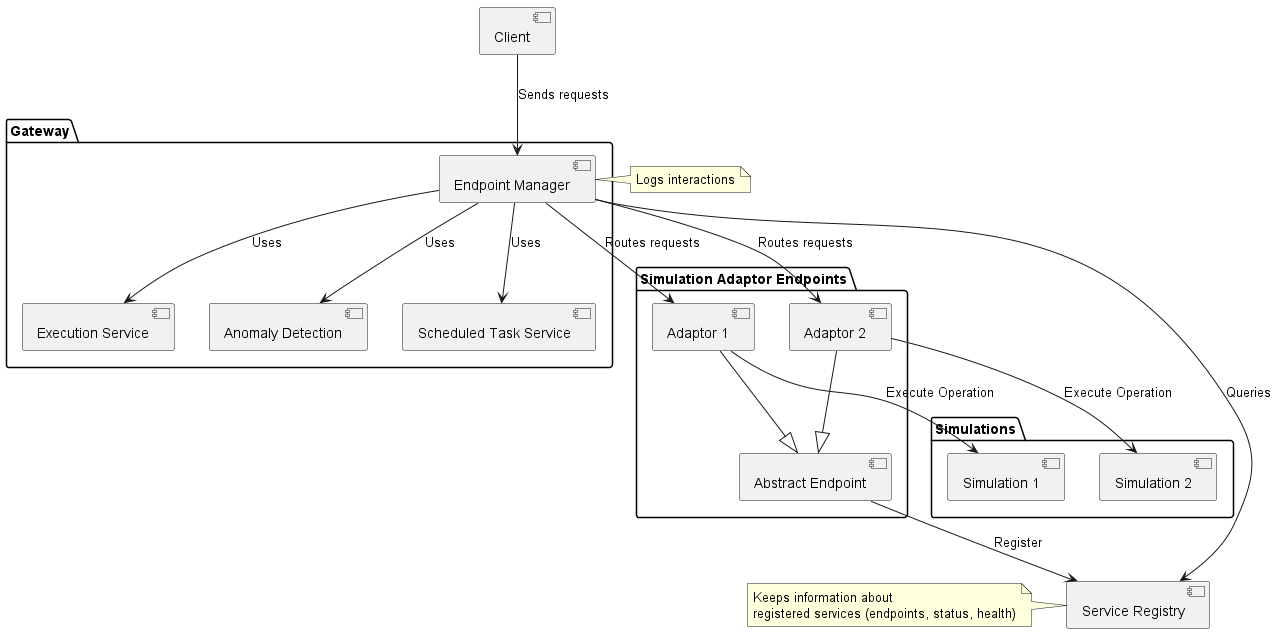 Client
Sends requests
Gateway
Endpoint Manager
Logs interactions
Uses
Uses
Uses
Routes requests
Routes requests
Simulation Adaptor Endpoints
Execution Service
Anomaly Detection
Scheduled Task Service
Adaptor 1
Adaptor 2
Execute Operation
Execute Operation
Queries
Simulations
Abstract Endpoint
Simulation 1
Simulation 2
Register
Keeps information about
registered services (endpoints, status, health)
Service Registry